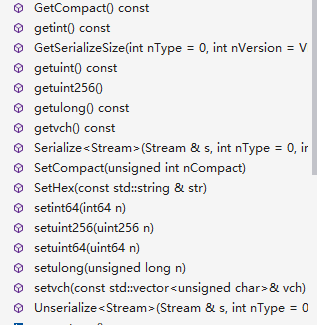 GetCompact() const
getint() const
GetSerializeSize(int nType = 0, int nVersion = V
getuint() const
getuint256()
getulong() const
getvch() const
Serialize<Stream>(Stream & s, int nType = 0, in
SetCompact(unsigned int nCompact)
SetHex(const std::string & str)
setint64(int64 n)
setuint256(uint256 n)
setuint64(uint64 n)
setulong(unsigned long n)
setvch(const std::vector<unsigned char>& vch)
Unserialize<Stream>(Stream & s, int nType = 0